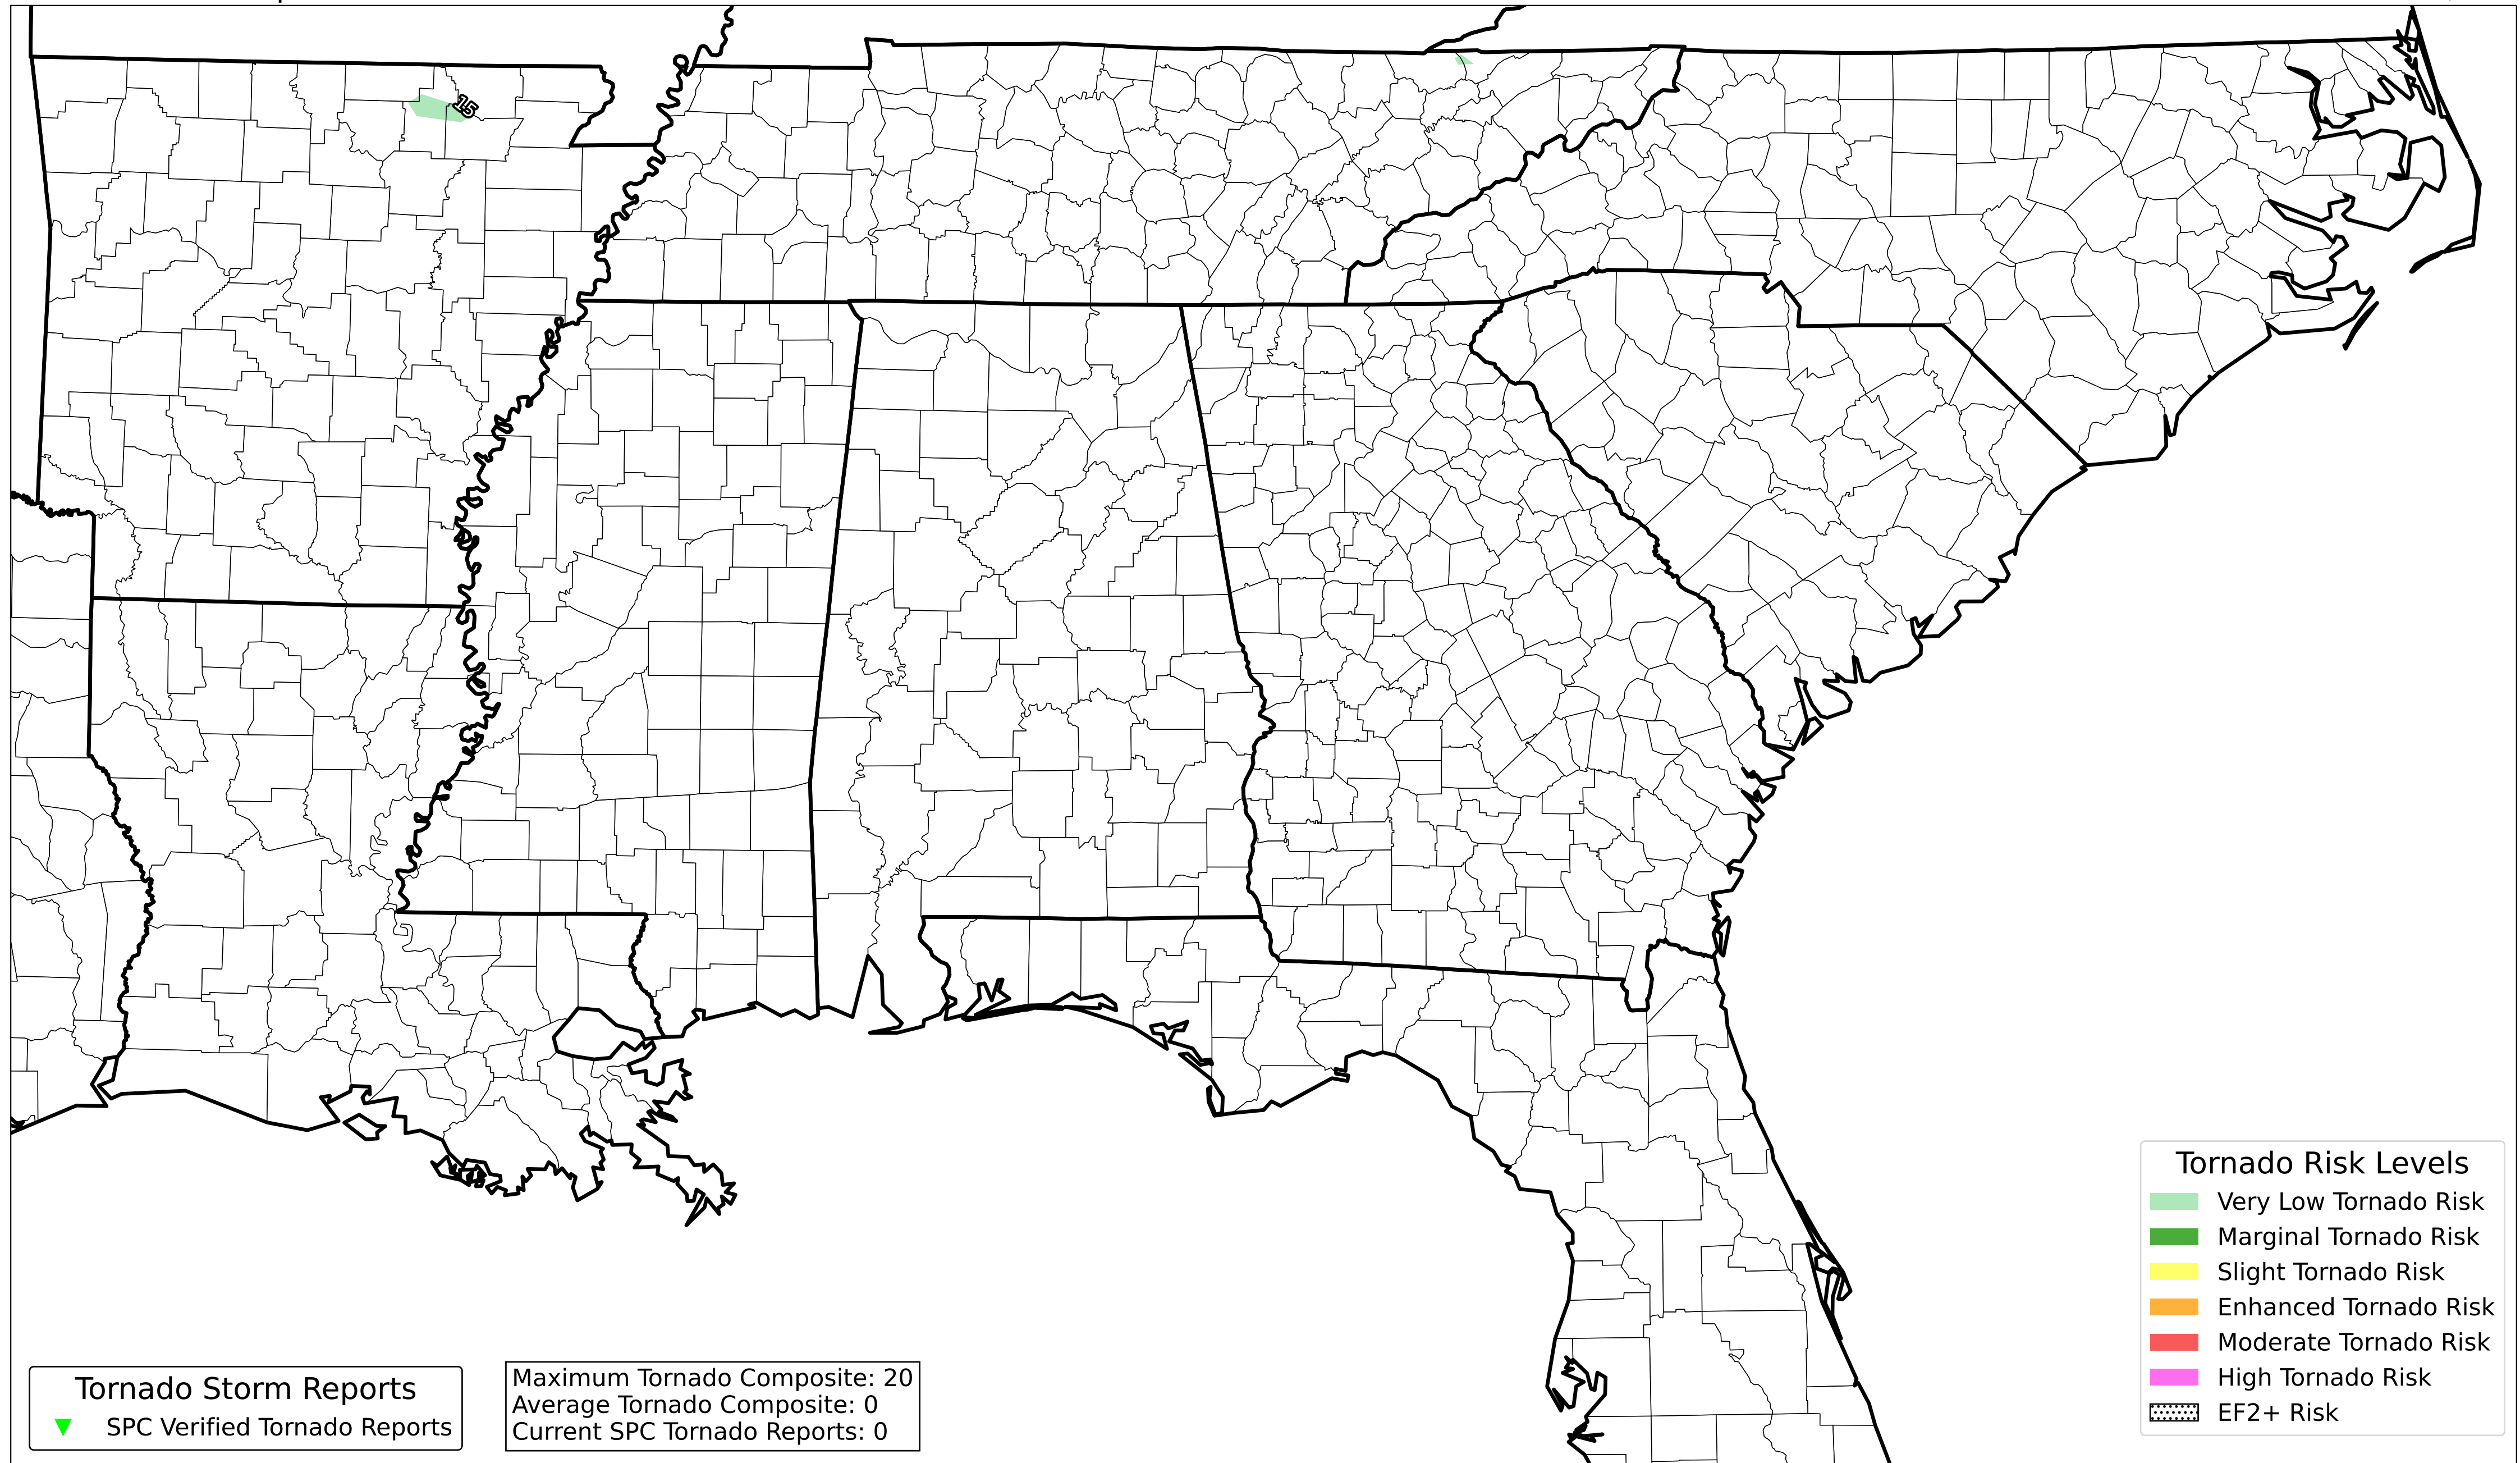 15
Tornado Risk Levels
Very Low Tornado Risk
Marginal Tornado Risk
Slight Tornado Risk
Enhanced Tornado Risk
Moderate Tornado Risk
High Tornado Risk
EF2+ Risk
Tornado Storm Reports
SPC Verified Tornado Reports
Maximum Tornado Composite: 20
Average Tornado Composite: 0
Current SPC Tornado Reports: 0